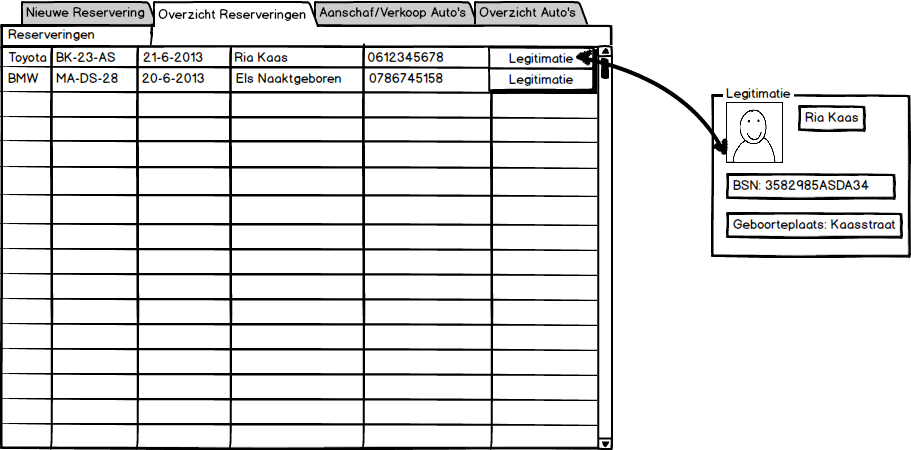 Nieuwe Reservering Overzicht Reserveringen Aanschaf/Verkoop Auto's Overzicht Auto's
Reserveringen
Toyota BK-23-AS 21-6-2013 Ria Kaas 0612345678 Legitimatie
BMW MA-DS-28 20-6-2013 Els Naaktgeboren 0786745158 Legitimatie
Legitimatie
Ria Kaas
BSN: 3582985ASDA34
Geboorteplaats: Kaasstraat